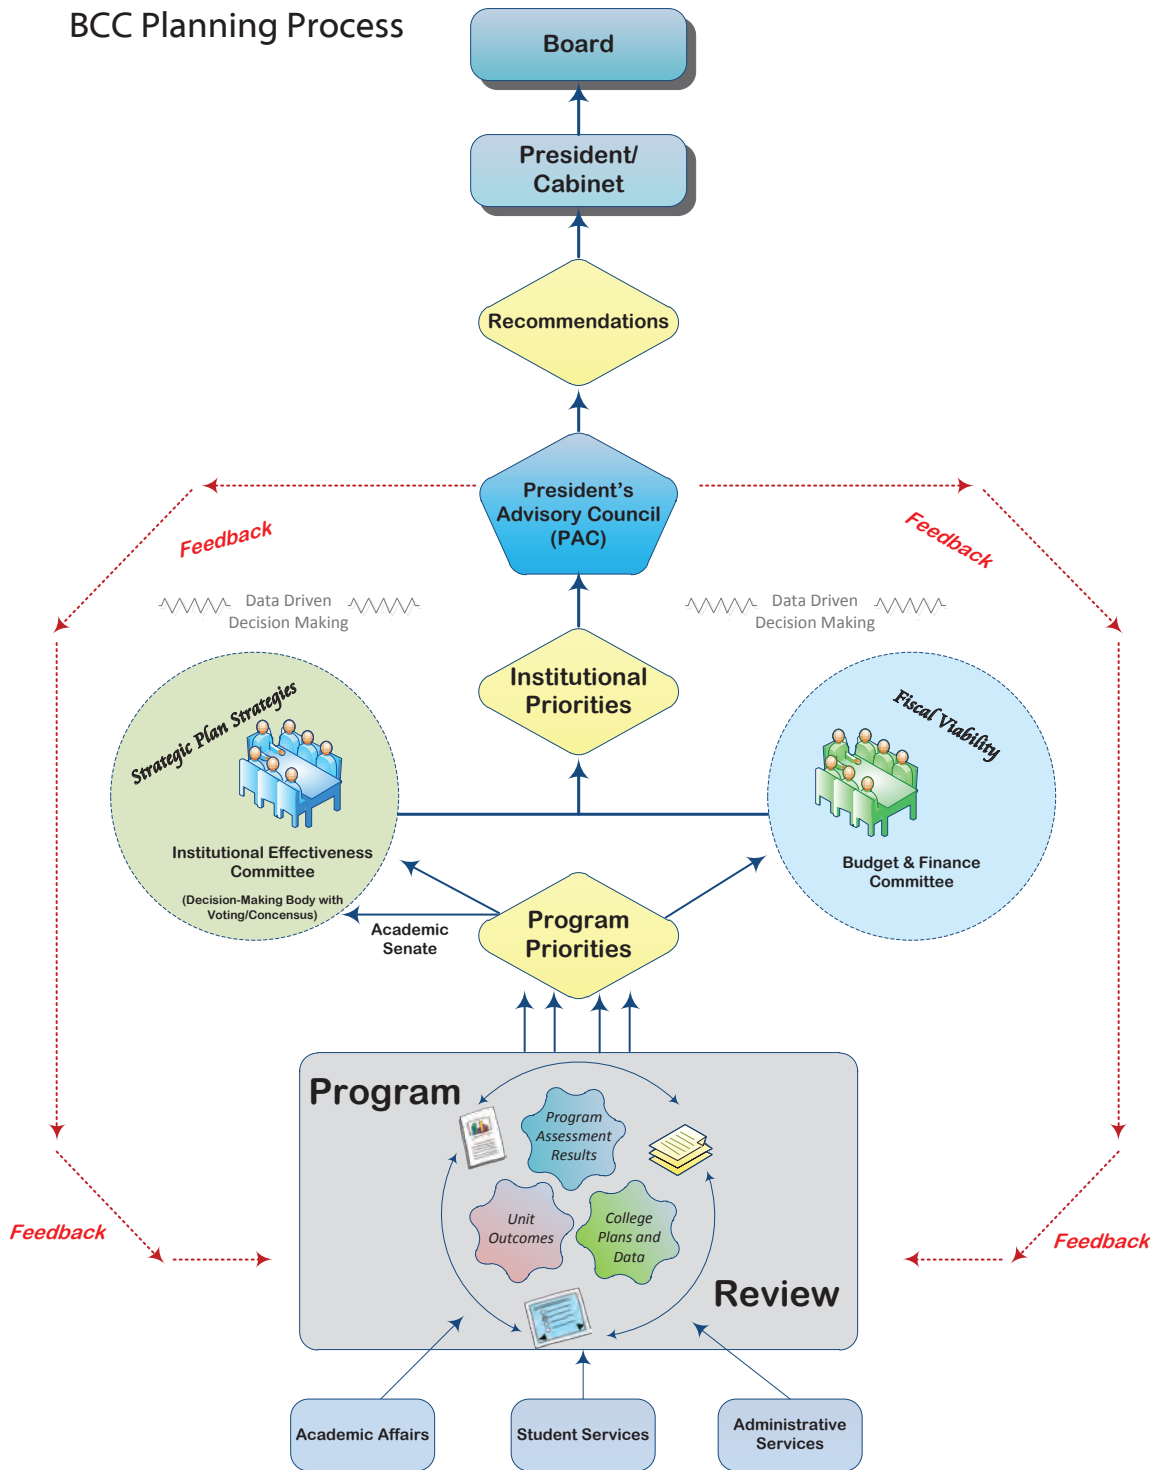 BCC Planning Process
Board
President/
Cabinet
Recommendations
President's
Advisory Council
(PAC)
Feedback
Feedback
Data Driven
Decision Making
Data Driven
Decision Making
Institutional
Priorities
Strategic Plan Strategies
Institutional Effectiveness
Committee
(Decision-Making Body with
Voting/Concensus)
Fiscal Viability
Budget & Finance
Committee
Academic
Senate
Program
Priorities
Program
Program
Assessment
Results
Unit
Outcomes
College
Plans and
Data
Review
Feedback
Feedback
Academic Affairs
Student Services
Administrative
Services